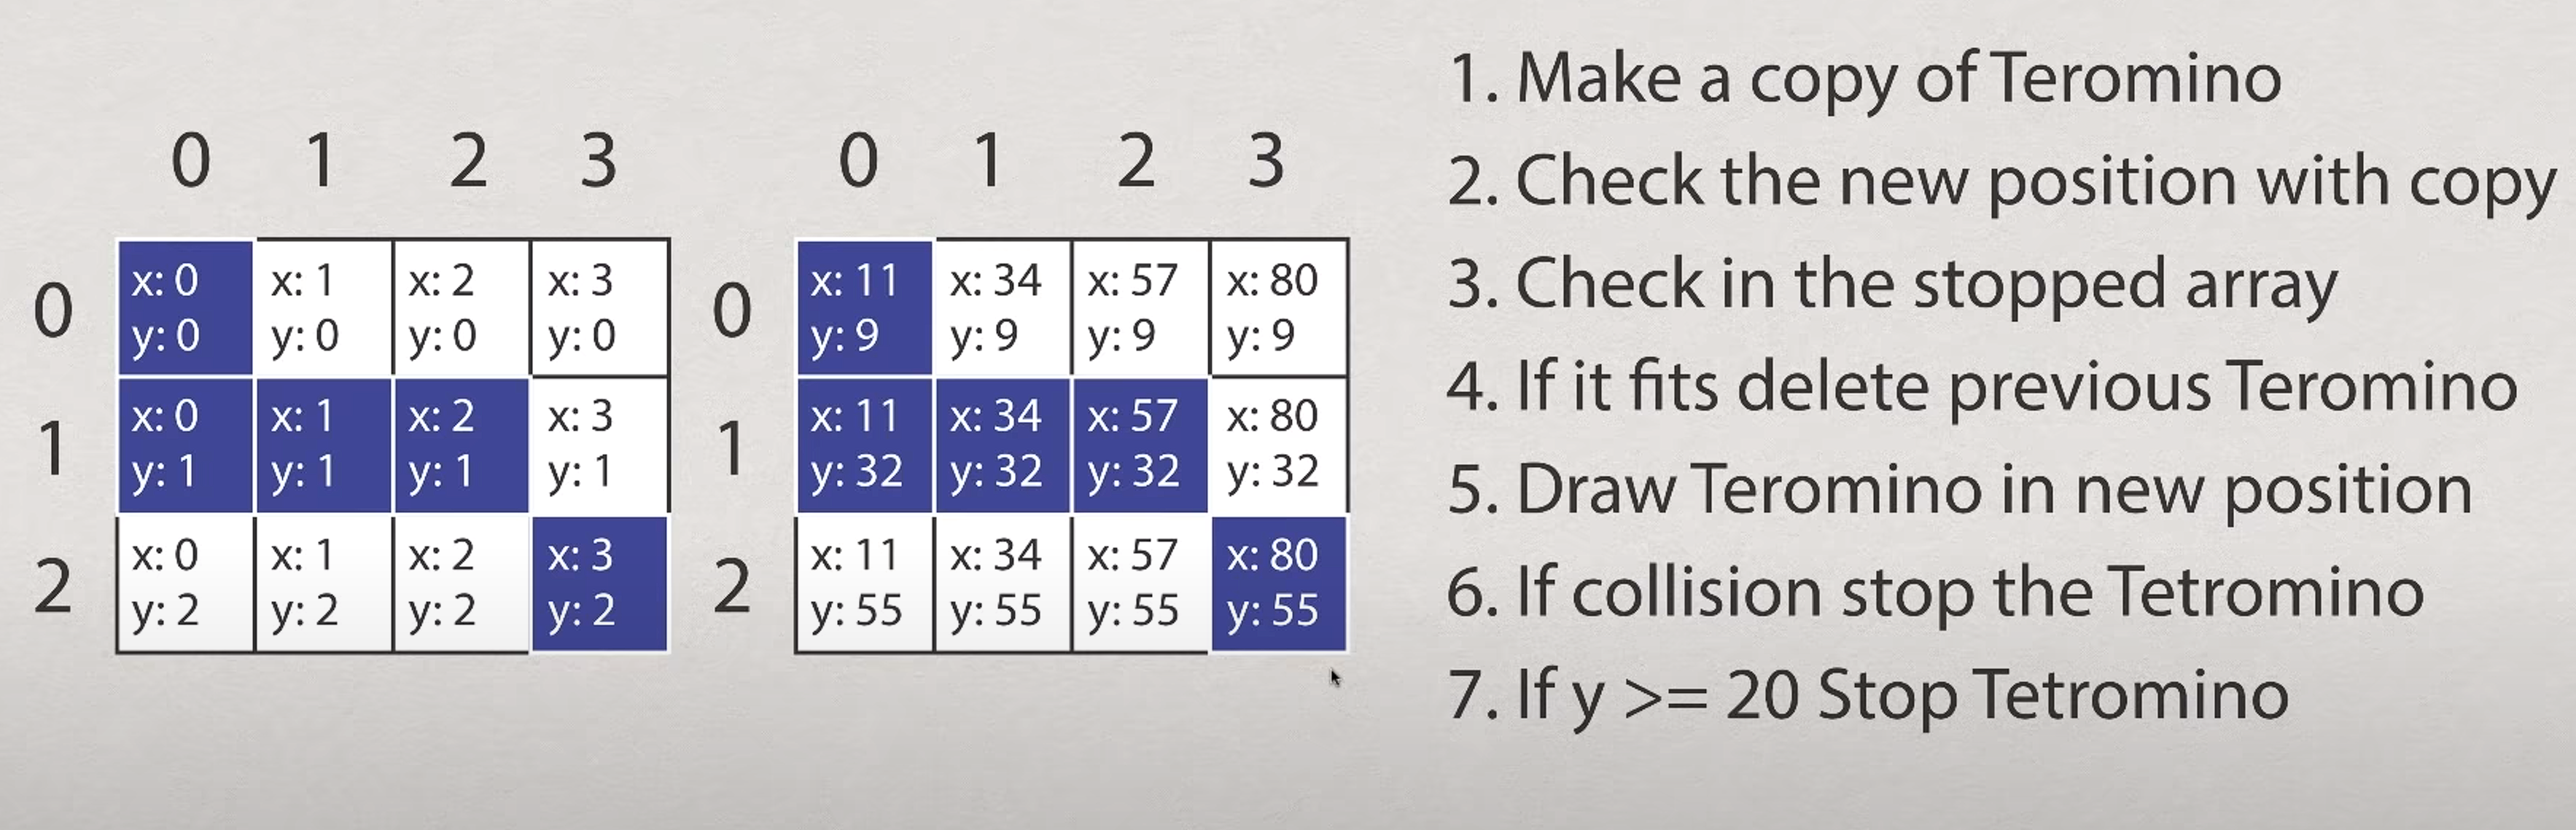 0 1 2 3
0
x: 0 x: 1 x: 2 x: 3
y: 0 y: 0 y: 0 y: 0
1
x: 0 x: 1 x: 2 x: 3
y: 1 y: 1 y: 1 y: 1
2
x: 0 x: 1 x: 2 x: 3
y: 2 y: 2 y: 2 y: 2
0 1 2 3
0
x: 11 x: 34 x: 57 x: 80
y: 9 y: 9 y: 9 y: 9
1
x: 11 x: 34 x: 57 x: 80
y: 32 y: 32 y: 32 y: 32
2
x: 11 x: 34 x: 57 x: 80
y: 55 y: 55 y: 55 y: 55
1. Make a copy of Teromino
2. Check the new position with copy
3. Check in the stopped array
4. If it fits delete previous Teromino
5. Draw Teromino in new position
6. If collision stop the Tetromino
7. If y >= 20 Stop Tetromino